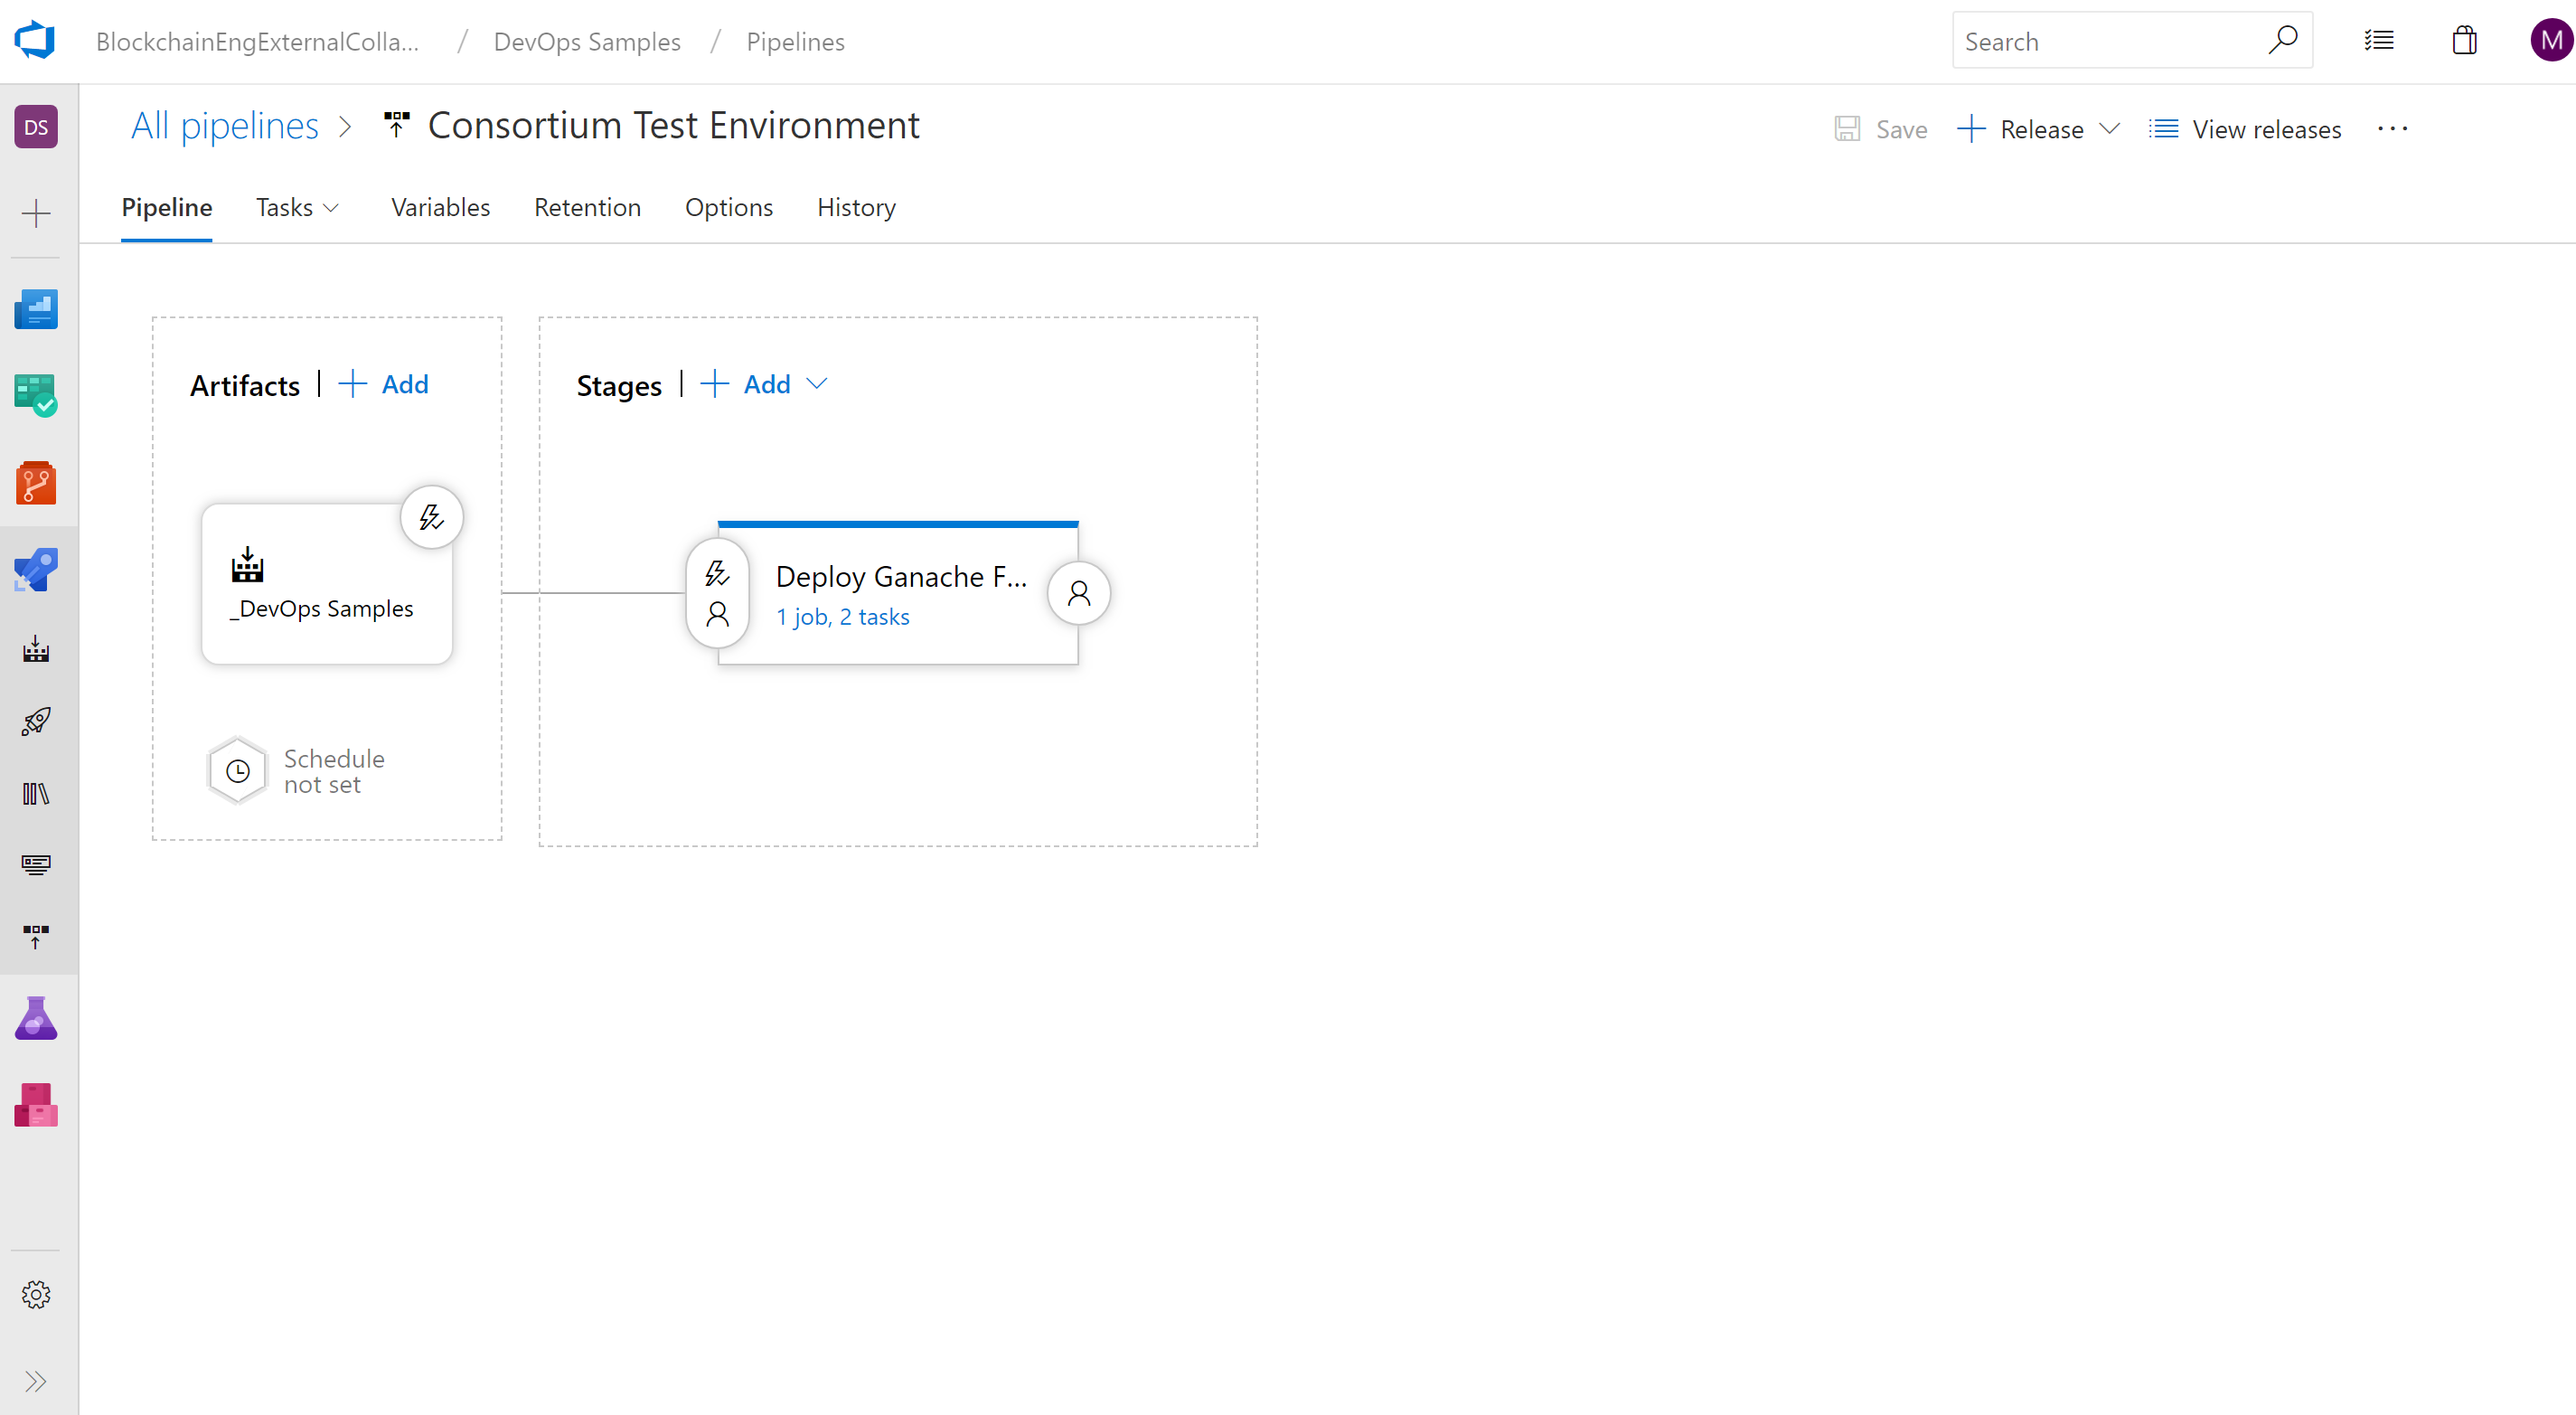 BlockchainEngExternalColla... / DevOps Samples / Pipelines
Search
M
DS
All pipelines > Consortium Test Environment
Save
Release
View releases
...
Pipeline Tasks Variables Retention Options History
Artifacts | + Add
Stages | + Add
_DevOps Samples
Deploy Ganache F...
1 job, 2 tasks
Schedule
not set